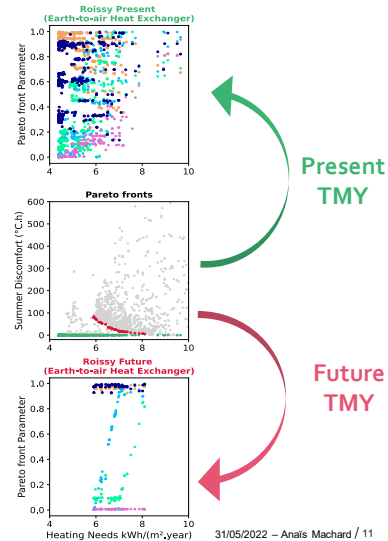 Roissy Present
(Earth-to-air Heat Exchanger)
Pareto front Parameter
1.0
0.8
0.6
0.4
0.2
0.0
4 6 8 10
Present
TMY
Pareto fronts
Summer Discomfort (°C.h)
600
500
400
300
200
100
0
4 6 8 10
Future
TMY
Roissy Future
(Earth-to-air Heat Exchanger)
Pareto front Parameter
1.0
0.8
0.6
0.4
0.2
0.0
4 6 8 10
Heating Needs kWh/(m².year)
31/05/2022 – Anaïs Machard / 11